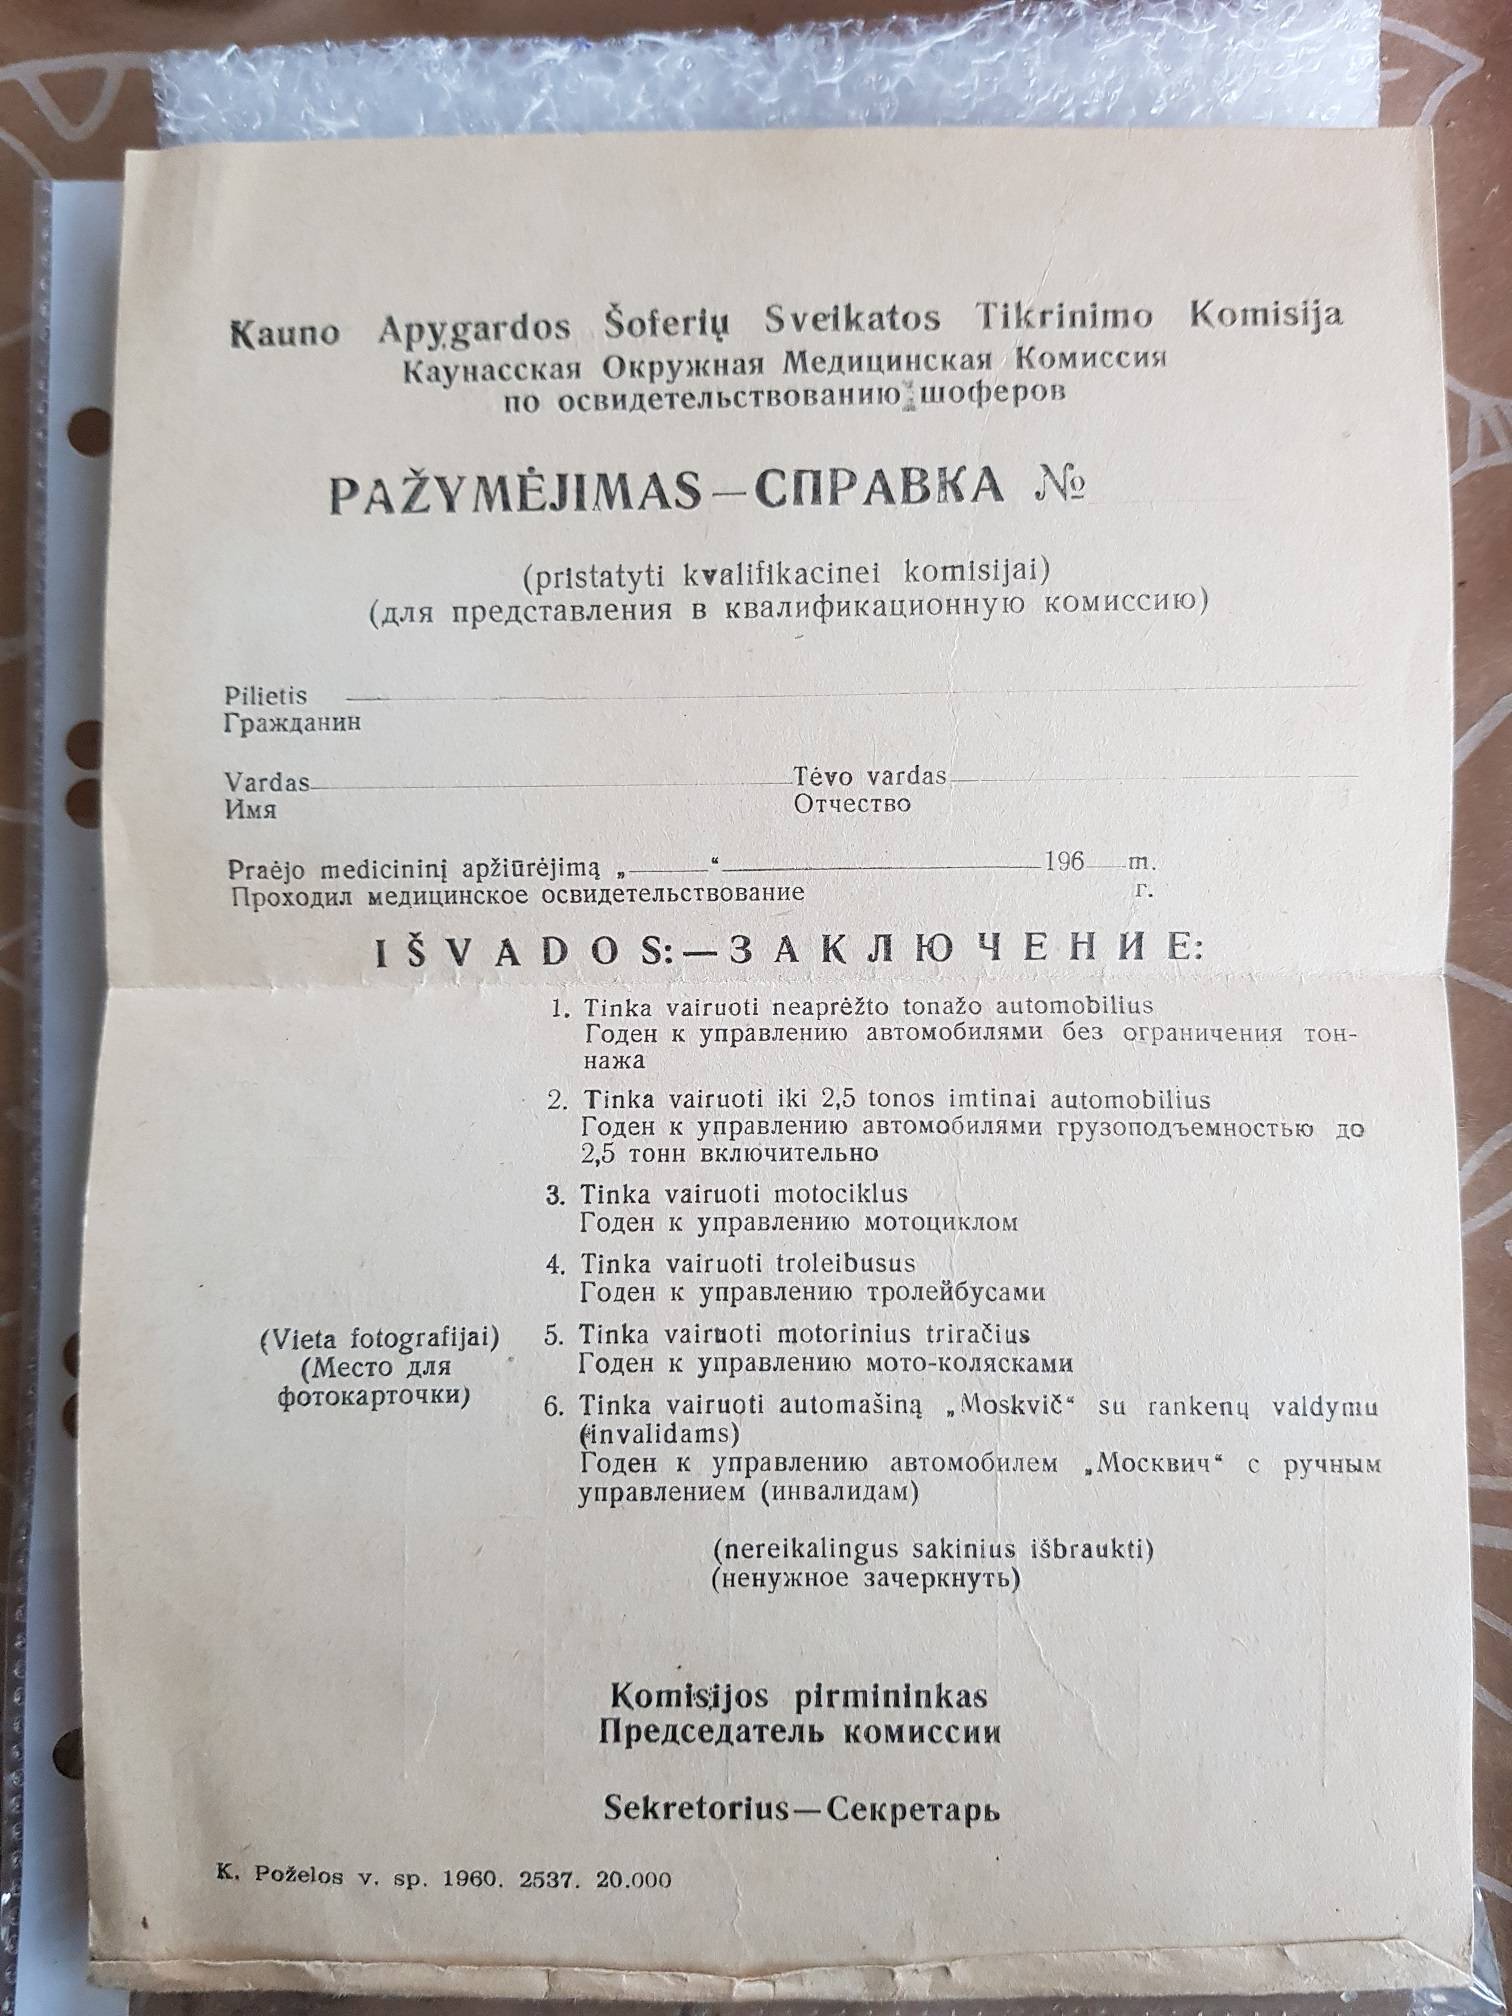 Kauno Apygardos Šoferių Sveikatos Tikrinimo Komisija
Каунасская Окружная Медицинская Комиссия
по освидетельствованию шоферов
PAŽYMĖJIMAS—СПРАВКА №
(pristatyti kvalifikacinei komisijai)
(для представления в квалификационную комиссию)
Pilietis
Гражданин
Vardas Tėvo vardas
Имя Отчество
Praėjo medicininį apžiūrėjimą „ “ 196 m.
Проходил медицинское освидетельствование г.
IŠVADOS:—ЗАКЛЮЧЕНИЕ:
1. Tinka vairuoti neaprėžto tonažo automobilius
Годен к управлению автомобилями без ограничения тон-
нажа
2. Tinka vairuoti iki 2,5 tonos imtinai automobilius
Годен к управлению автомобилями грузоподъемностью до
2,5 тонн включительно
3. Tinka vairuoti motociklus
Годен к управлению мотоциклом
4. Tinka vairuoti troleibusus
Годен к управлению тролейбусами
5. Tinka vairuoti motorinius triračius
Годен к управлению мото-колясками
(Vieta fotografijai)
(Место для
фотокарточки)
6. Tinka vairuoti automašiną „Moskvič“ su rankenų valdymu
(invalidams)
Годен к управлению автомобилем „Москвич“ с ручным
управлением (инвалидам)
(nereikalingus sakinius išbraukti)
(ненужное зачеркнуть)
Komisijos pirmininkas
Председатель комиссии
Sekretorius—Секретарь
K. Poželos v. sp. 1960. 2537. 20.000